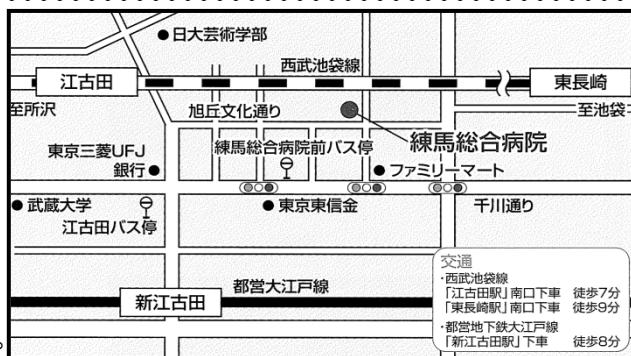 日大芸術学部
西武池袋線
江古田
東長崎
至所沢
旭丘文化通り
至池袋
練馬総合病院
東京三菱UFJ
銀行
練馬総合病院前バス停
ファミリーマート
武蔵大学
江古田バス停
東京東信金
千川通り
都営大江戸線
新江古田
交通
・西武池袋線
「江古田駅」南口下車 徒歩7分
「東長崎駅」南口下車 徒歩9分
・都営地下鉄大江戸線
「新江古田駅」下車 徒歩8分